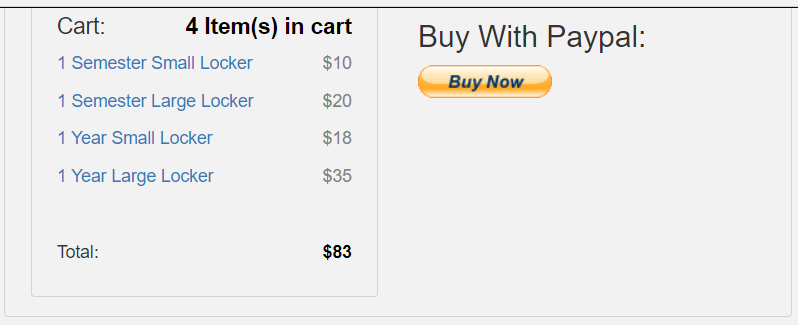 Cart: 4 Item(s) in cart
1 Semester Small Locker $10
1 Semester Large Locker $20
1 Year Small Locker $18
1 Year Large Locker $35
Total: $83
Buy With Paypal:
Buy Now